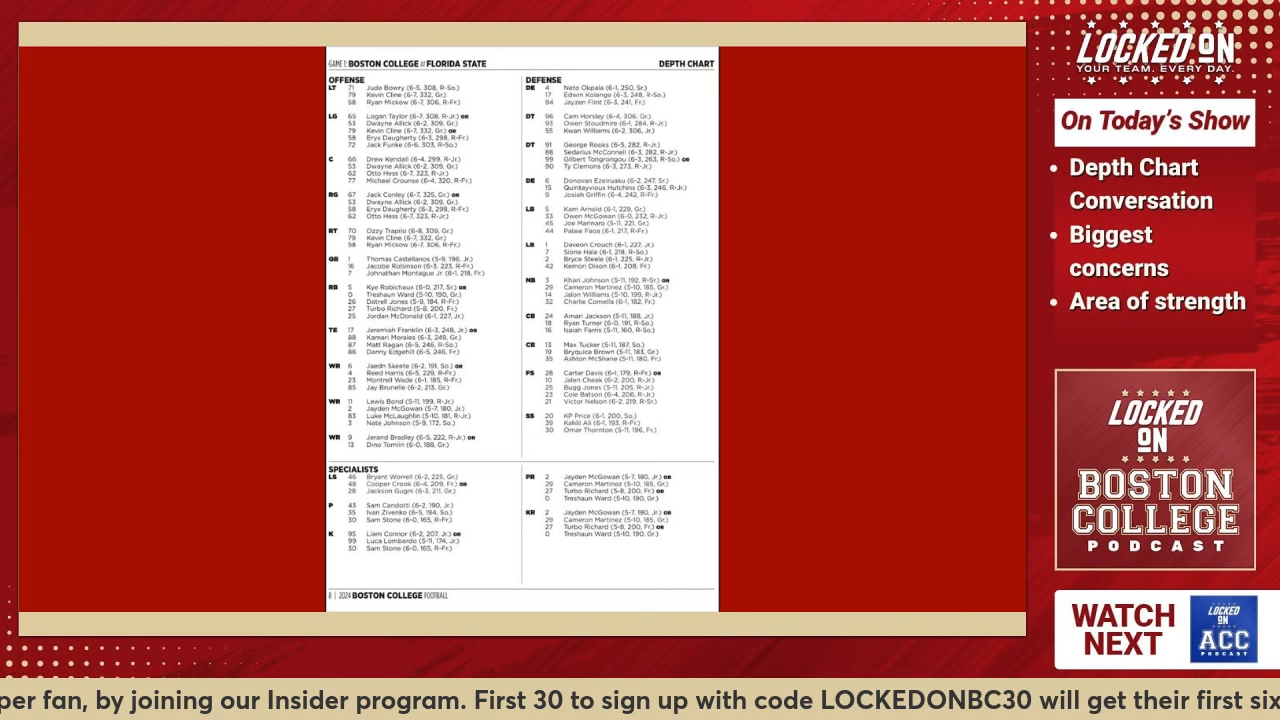 GAME 1: BOSTON COLLEGE at FLORIDA STATE DEPTH CHART
OFFENSE
LT 71 Jude Bowry (6-5, 308, R-So.)
79 Kevin Cline (6-7, 332, Gr.)
58 Ryan Mickow (6-7, 306, R-Fr.)
LG 65 Logan Taylor (6-7, 308, R-Jr.) OR
53 Dwayne Allick (6-2, 309, Gr.)
79 Kevin Cline (6-7, 332, Gr.) OR
58 Eryx Daugherty (6-3, 298, R-Fr.)
72 Jack Funke (6-6, 303, R-So.)
C 66 Drew Kendall (6-4, 299, R-Jr.)
53 Dwayne Allick (6-2, 309, Gr.)
62 Otto Hess (6-7, 323, R-Jr.)
77 Michael Crounse (6-4, 320, R-Fr.)
RG 67 Jack Conley (6-7, 325, Gr.) OR
53 Dwayne Allick (6-2, 309, Gr.)
58 Eryx Daugherty (6-3, 298, R-Fr.)
62 Otto Hess (6-7, 323, R-Jr.)
RT 70 Ozzy Trapilo (6-8, 309, Gr.)
79 Kevin Cline (6-7, 332, Gr.)
58 Ryan Mickow (6-7, 306, R-Fr.)
QB 1 Thomas Castellanos (5-9, 196, Jr.)
16 Jacobe Robinson (6-3, 223, R-Fr.)
7 Johnathan Montague Jr. (6-1, 218, Fr.)
RB 5 Kye Robichaux (6-0, 217, Sr.) OR
0 Treshaun Ward (5-10, 190, Gr.)
26 Datrell Jones (5-9, 184, R-Fr.)
27 Turbo Richard (5-8, 200, Fr.)
25 Jordan McDonald (6-1, 227, Jr.)
TE 17 Jeremiah Franklin (6-3, 248, Jr.) OR
88 Kamari Morales (6-3, 249, Gr.)
87 Matt Ragan (6-5, 246, R-So.)
86 Danny Edgehill (6-5, 246, Fr.)
WR 6 Jaedn Skeete (6-2, 191, So.) OR
4 Reed Harris (6-5, 229, R-Fr.)
23 Montrell Wade (6-1, 185, R-Fr.)
85 Jay Brunelle (6-2, 213, Gr.)
WR 11 Lewis Bond (5-11, 199, R-Jr.)
2 Jayden McGowan (5-7, 180, Jr.)
83 Luke McLaughlin (5-10, 181, R-Jr.)
3 Nate Johnson (5-9, 172, So.)
WR 9 Jerand Bradley (6-5, 222, R-Jr.) OR
13 Dino Tomlin (6-0, 188, Gr.)
DEFENSE
DE 4 Neto Okpala (6-1, 250, Sr.)
17 Edwin Kolenge (6-3, 248, R-So.)
94 Jayzen Flint (6-3, 241, Fr.)
DT 96 Cam Horsley (6-4, 306, Gr.)
93 Owen Stoudmire (6-1, 284, R-Jr.)
55 Kwan Williams (6-2, 306, Jr.)
DT 91 George Rooks (6-5, 282, R-Jr.)
88 Sedarius McConnell (6-3, 282, R-Jr.)
99 Gilbert Tongrongou (6-3, 263, R-So.) OR
90 Ty Clemons (6-3, 273, R-Jr.)
DE 6 Donovan Ezeiruaku (6-2, 247, Sr.)
15 Quintayvious Hutchins (6-3, 246, R-Jr.)
9 Josiah Griffin (6-4, 242, R-Fr.)
LB 5 Kam Arnold (6-1, 229, Gr.)
33 Owen McGowan (6-0, 232, R-Jr.)
45 Joe Marinaro (5-11, 221, Gr.)
44 Palaie Faoa (6-1, 217, R-Fr.)
LB 1 Daveon Crouch (6-1, 227, Jr.)
7 Sione Hala (6-1, 218, R-So.)
2 Bryce Steele (6-1, 225, R-Jr.)
42 Kemori Dixon (6-1, 208, Fr.)
NB 3 Khari Johnson (5-11, 192, R-Sr.) OR
29 Cameron Martinez (5-10, 185, Gr.)
14 Jalon Williams (5-10, 199, R-Jr.)
32 Charlie Comella (6-1, 182, Fr.)
CB 24 Amari Jackson (5-11, 188, Jr.)
18 Ryan Turner (6-0, 191, R-So.)
16 Isaiah Farris (5-11, 160, R-So.)
CB 13 Max Tucker (5-11, 187, So.)
19 Bryquice Brown (5-11, 183, Gr.)
35 Ashton McShane (5-11, 180, Fr.)
FS 28 Carter Davis (6-1, 179, R-Fr.) OR
10 Jalen Cheek (6-2, 200, R-Jr.)
25 Bugg Jones (5-11, 205, R-Jr.)
23 Cole Batson (6-4, 206, R-Jr.)
21 Victor Nelson (6-2, 219, R-Sr.)
SS 20 KP Price (6-1, 200, So.)
39 Kahlil Ali (6-1, 193, R-Fr.)
30 Omar Thornton (5-11, 196, Fr.)
SPECIALISTS
LS 46 Bryant Worrell (6-2, 225, Gr.)
48 Cooper Crook (6-4, 209, Fr.) OR
28 Jackson Gugni (6-3, 211, Gr.)
P 43 Sam Candotti (6-2, 190, Jr.)
35 Ivan Zivenko (6-5, 194, So.)
30 Sam Stone (6-0, 165, R-Fr.)
K 95 Liam Connor (6-2, 207, Jr.) OR
99 Luca Lombardo (5-11, 174, Jr.)
30 Sam Stone (6-0, 165, R-Fr.)
PR 2 Jayden McGowan (5-7, 180, Jr.) OR
29 Cameron Martinez (5-10, 185, Gr.)
27 Turbo Richard (5-8, 200, Fr.) OR
0 Treshaun Ward (5-10, 190, Gr.)
KR 2 Jayden McGowan (5-7, 180, Jr.) OR
29 Cameron Martinez (5-10, 185, Gr.)
27 Turbo Richard (5-8, 200, Fr.) OR
0 Treshaun Ward (5-10, 190, Gr.)
8 | 2024 BOSTON COLLEGE FOOTBALL
LOCKED ON
YOUR TEAM. EVERY DAY.
On Today's Show
• Depth Chart
Conversation
• Biggest
concerns
• Area of strength
LOCKED
ON
BOSTON
COLLEGE
PODCAST
WATCH
NEXT
LOCKED
ON
ACC
PODCAST
per fan, by joining our Insider program. First 30 to sign up with code LOCKEDONBC30 will get their first six